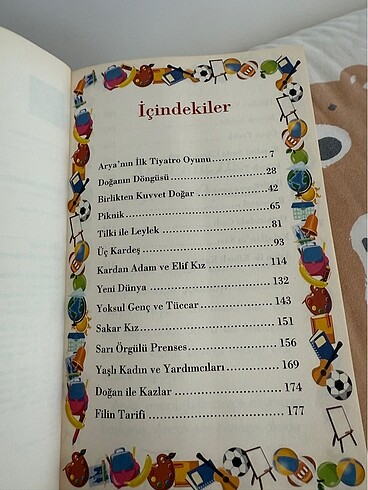 İçindekiler
Arya'nın İlk Tiyatro Oyunu....................7
Doğanın Döngüsü....................28
Birlikten Kuvvet Doğar....................42
Piknik....................65
Tilki ile Leylek....................81
Üç Kardeş....................93
Kardan Adam ve Elif Kız....................114
Yeni Dünya....................132
Yoksul Genç ve Tüccar....................143
Sakar Kız....................151
Sarı Örgülü Prenses....................156
Yaşlı Kadın ve Yardımcıları....................169
Doğan ile Kazlar....................174
Filin Tarifi....................177